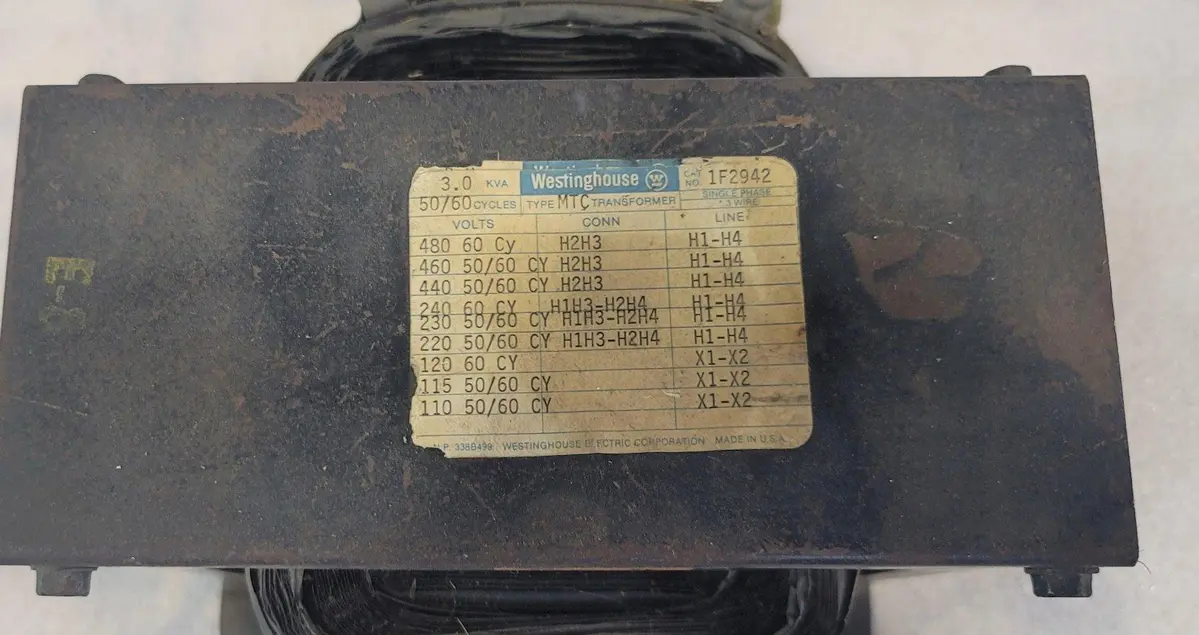 3.0 KVA Westinghouse W CAT NO. 1F2942
50/60 CYCLES TYPE MTC TRANSFORMER SINGLE PHASE
3 WIRE
VOLTS CONN LINE
480 60 Cy H2H3 H1-H4
460 50/60 CY H2H3 H1-H4
440 50/60 CY H2H3 H1-H4
240 60 CY H1H3-H2H4 H1-H4
230 50/60 CY H1H3-H2H4 H1-H4
220 50/60 CY H1H3-H2H4 H1-H4
120 60 CY X1-X2
115 50/60 CY X1-X2
110 50/60 CY X1-X2
N.P. 338B499 WESTINGHOUSE ELECTRIC CORPORATION MADE IN U.S.A.